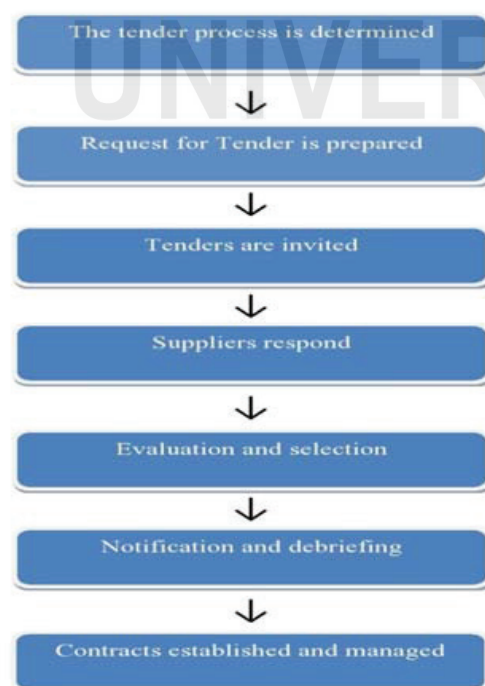 The tender process is determined
UNIVER
Request for Tender is prepared
Tenders are invited
Suppliers respond
Evaluation and selection
Notification and debriefing
Contracts established and managed